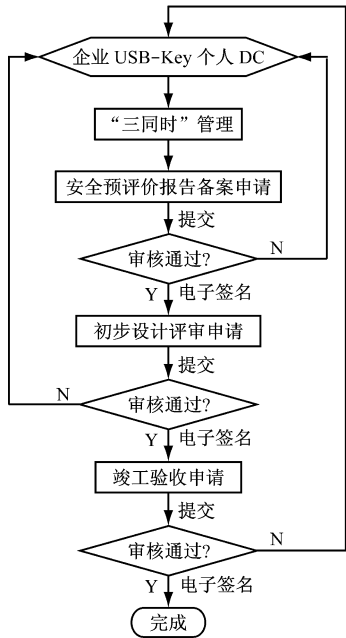 企业 USB-Key 个人 DC
“三同时”管理
安全预评价报告备案申请
提交
审核通过?
N
Y
电子签名
初步设计评审申请
提交
N
审核通过?
Y
电子签名
竣工验收申请
提交
审核通过?
N
Y
电子签名
完成